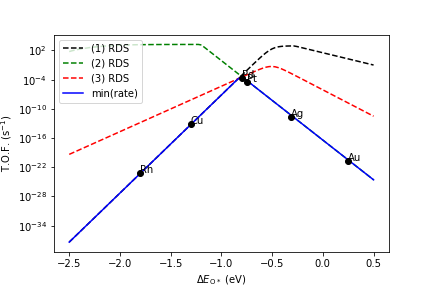 (1) RDS
(2) RDS
(3) RDS
min(rate)
T.O.F. (s⁻¹)
10²
10⁻⁴
10⁻¹⁰
10⁻¹⁶
10⁻²²
10⁻²⁸
10⁻³⁴
Pt
Ag
Cu
Au
Rh
−2.5 −2.0 −1.5 −1.0 −0.5 0.0 0.5
ΔE_O* (eV)